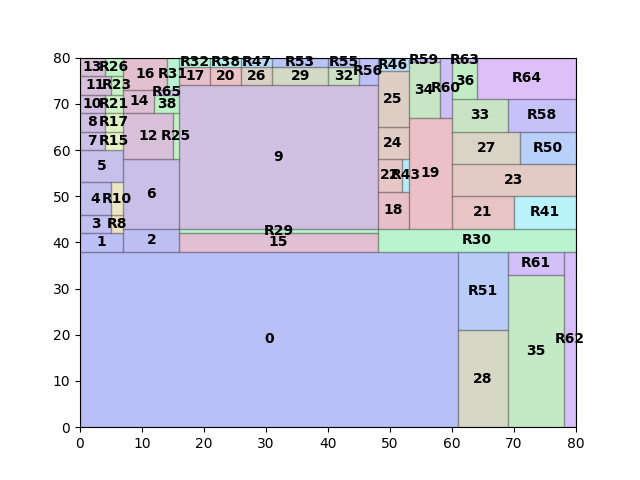 80
70
60
50
40
30
20
10
0
0 10 20 30 40 50 60 70 80
R32 R38 R47 R53 R55 R59 R63
13 R26 16 R31 17 20 26 29 32 R56 R46 34 R60 36 R64
11 R23 R65
10 R21 14 38 25
8 R17 33 R58
7 R15 12 R25 24 27 R50
5 9
22 R43 19 23
4 R10 6
3 R8 18 21 R41
1 2 R29 R30
15
R51 R61
0 28 35 R62